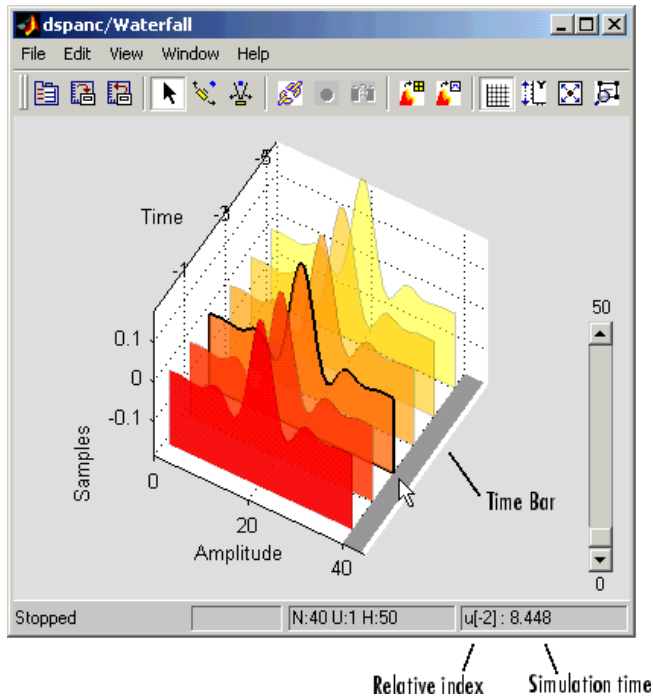 dspanc/Waterfall
File Edit View Window Help
-5
Time -3
-1
0.1
0
-0.1
Samples
0
20
Amplitude
40
50
Time Bar
0
Stopped N:40 U:1 H:50 u[-2] : 8.448
Relative index Simulation time